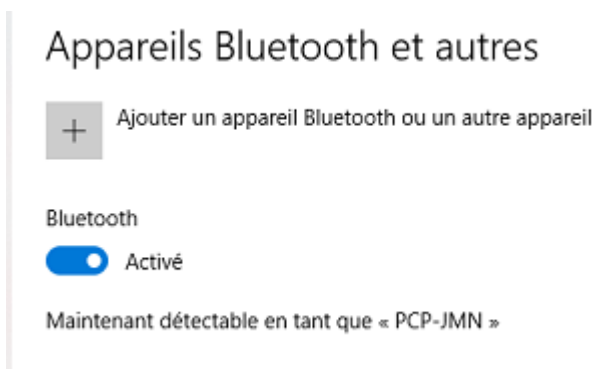 Appareils Bluetooth et autres
Ajouter un appareil Bluetooth ou un autre appareil
Bluetooth
Activé
Maintenant détectable en tant que « PCP-JMN »